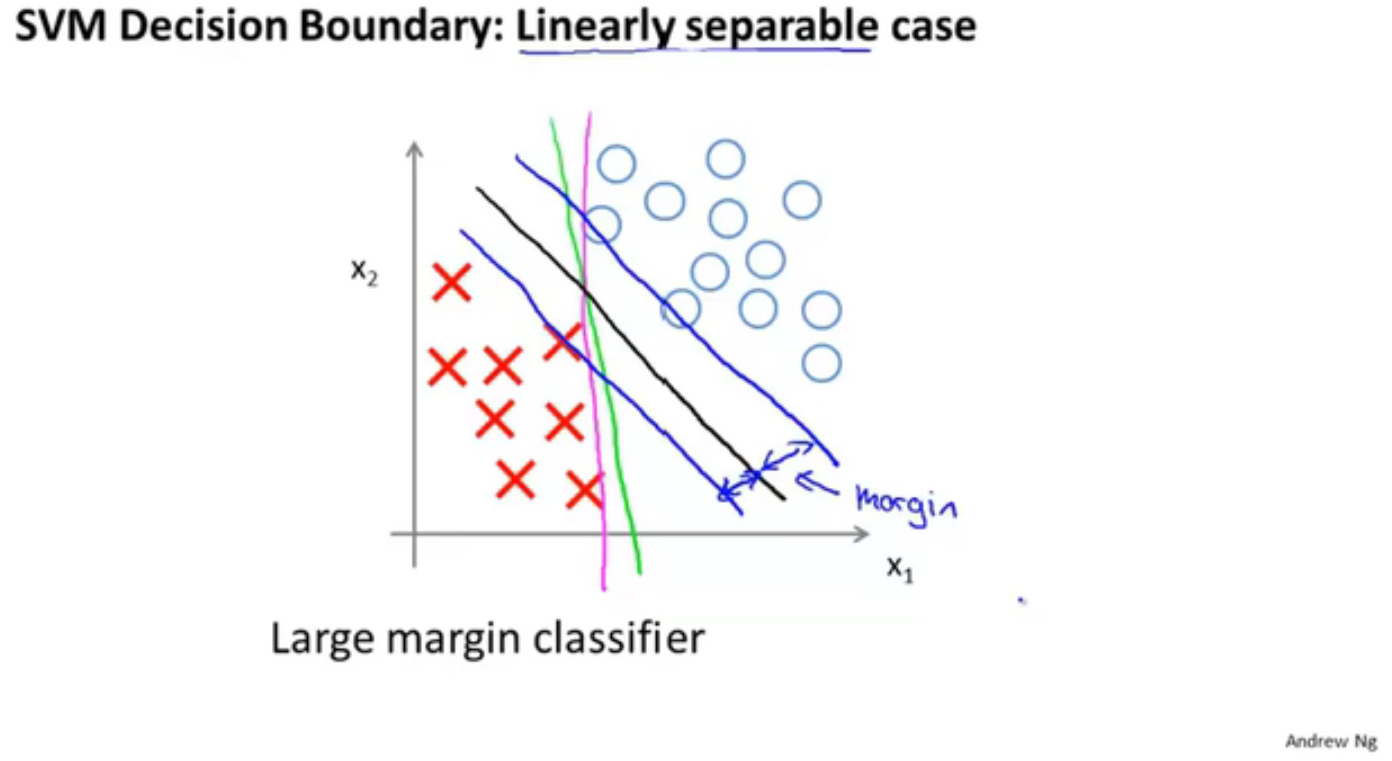 SVM Decision Boundary: Linearly separable case
x₂
margin
x₁
Large margin classifier
Andrew Ng